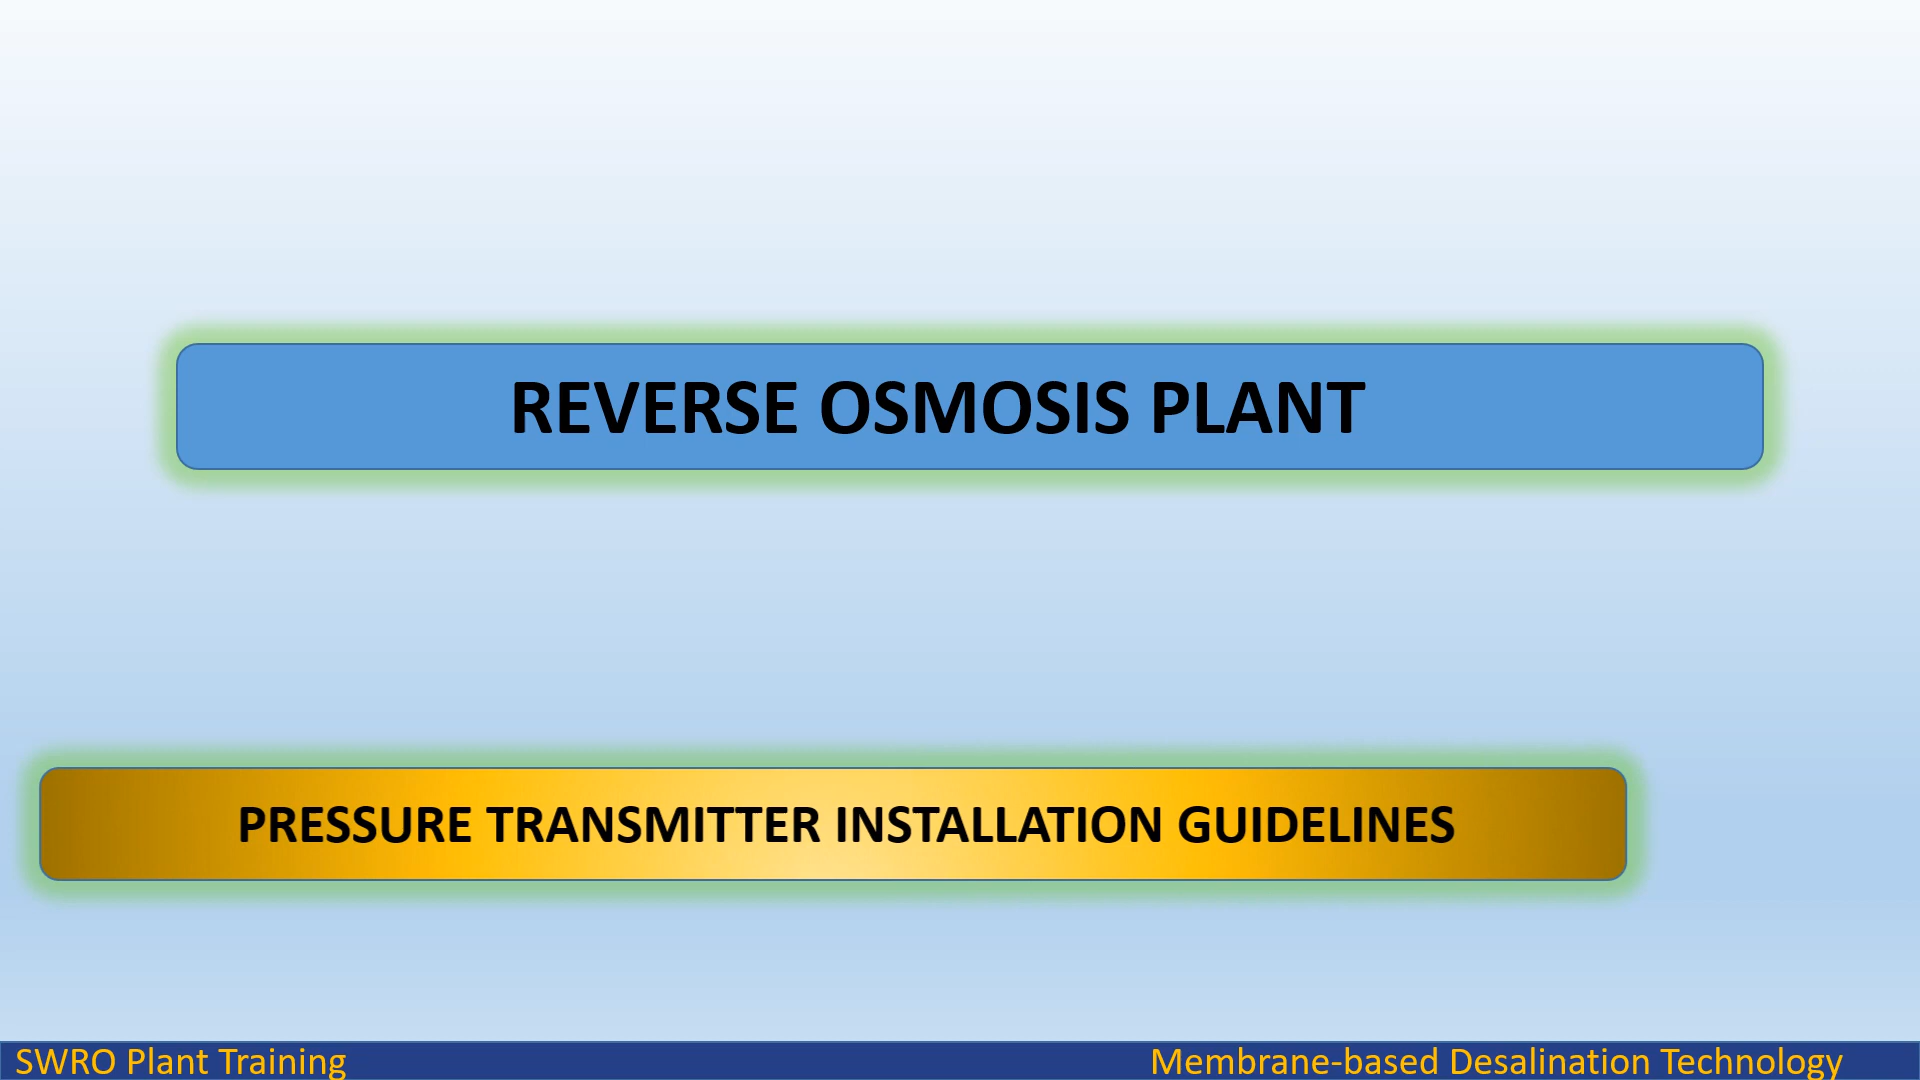 REVERSE OSMOSIS PLANT
PRESSURE TRANSMITTER INSTALLATION GUIDELINES
SWRO Plant Training
Membrane-based Desalination Technology